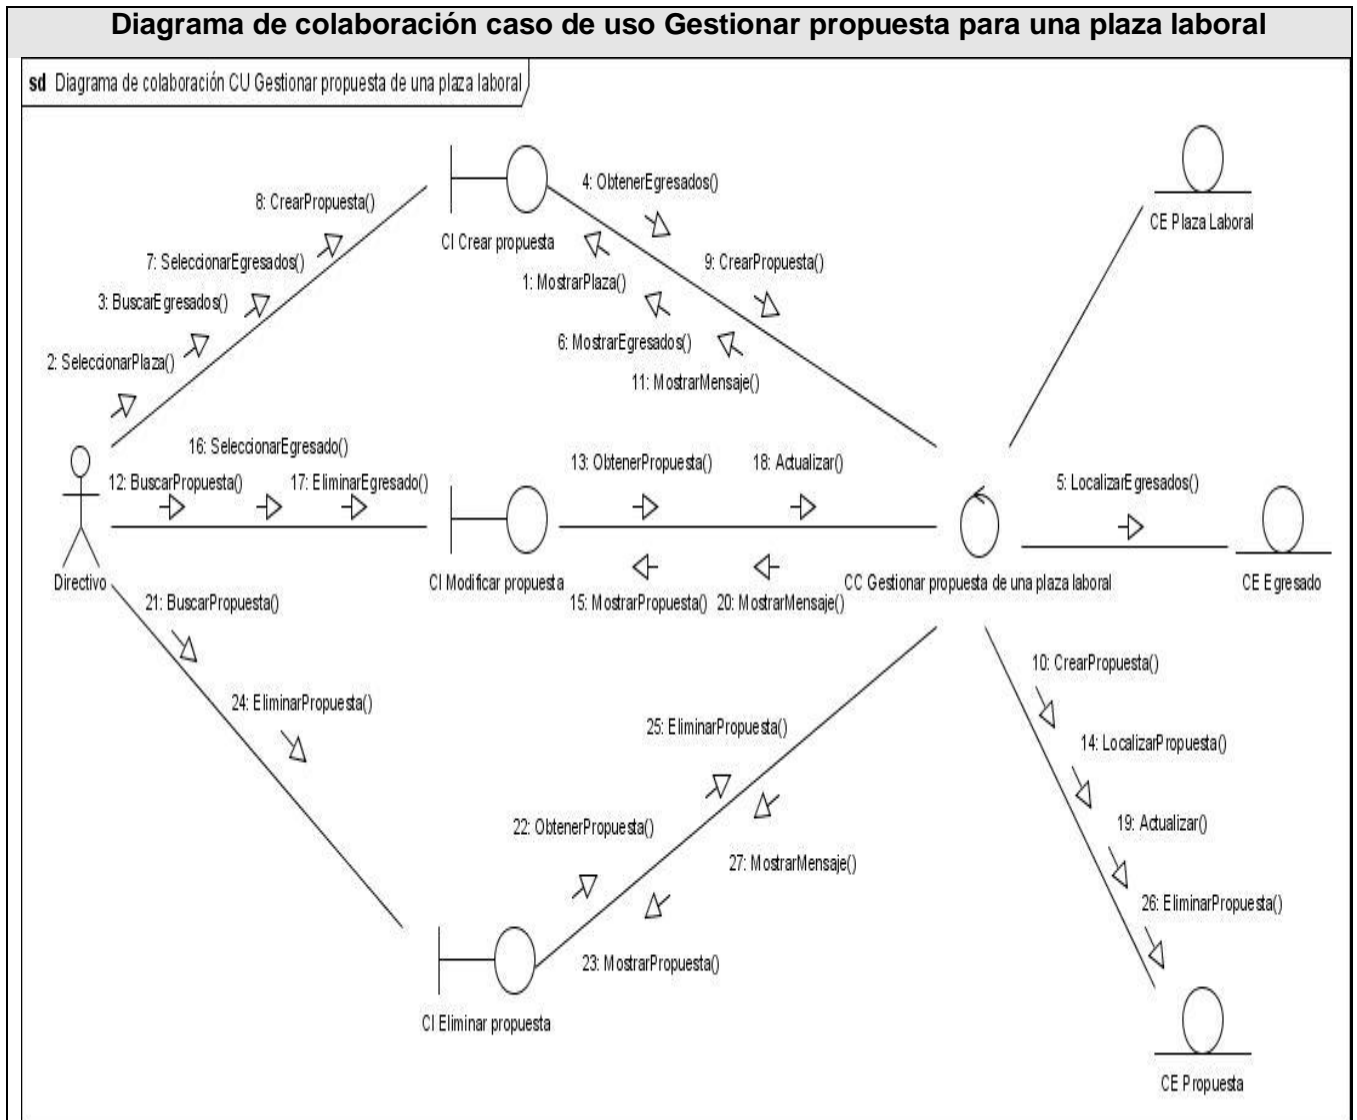 Diagrama de colaboración caso de uso Gestionar propuesta para una plaza laboral
sd Diagrama de colaboración CU Gestionar propuesta de una plaza laboral
8: CrearPropuesta()
7: SeleccionarEgresados()
3: BuscarEgresados()
2: SeleccionarPlaza()
CI Crear propuesta
4: ObtenerEgresados()
9: CrearPropuesta()
1: MostrarPlaza()
6: MostrarEgresados()
11: MostrarMensaje()
CE Plaza Laboral
16: SeleccionarEgresado()
12: BuscarPropuesta()
17: EliminarEgresado()
13: ObtenerPropuesta()
18: Actualizar()
5: LocalizarEgresados()
Directivo
CI Modificar propuesta
15: MostrarPropuesta()
20: MostrarMensaje()
CC Gestionar propuesta de una plaza laboral
CE Egresado
21: BuscarPropuesta()
24: EliminarPropuesta()
25: EliminarPropuesta()
22: ObtenerPropuesta()
27: MostrarMensaje()
23: MostrarPropuesta()
CI Eliminar propuesta
10: CrearPropuesta()
14: LocalizarPropuesta()
19: Actualizar()
26: EliminarPropuesta()
CE Propuesta